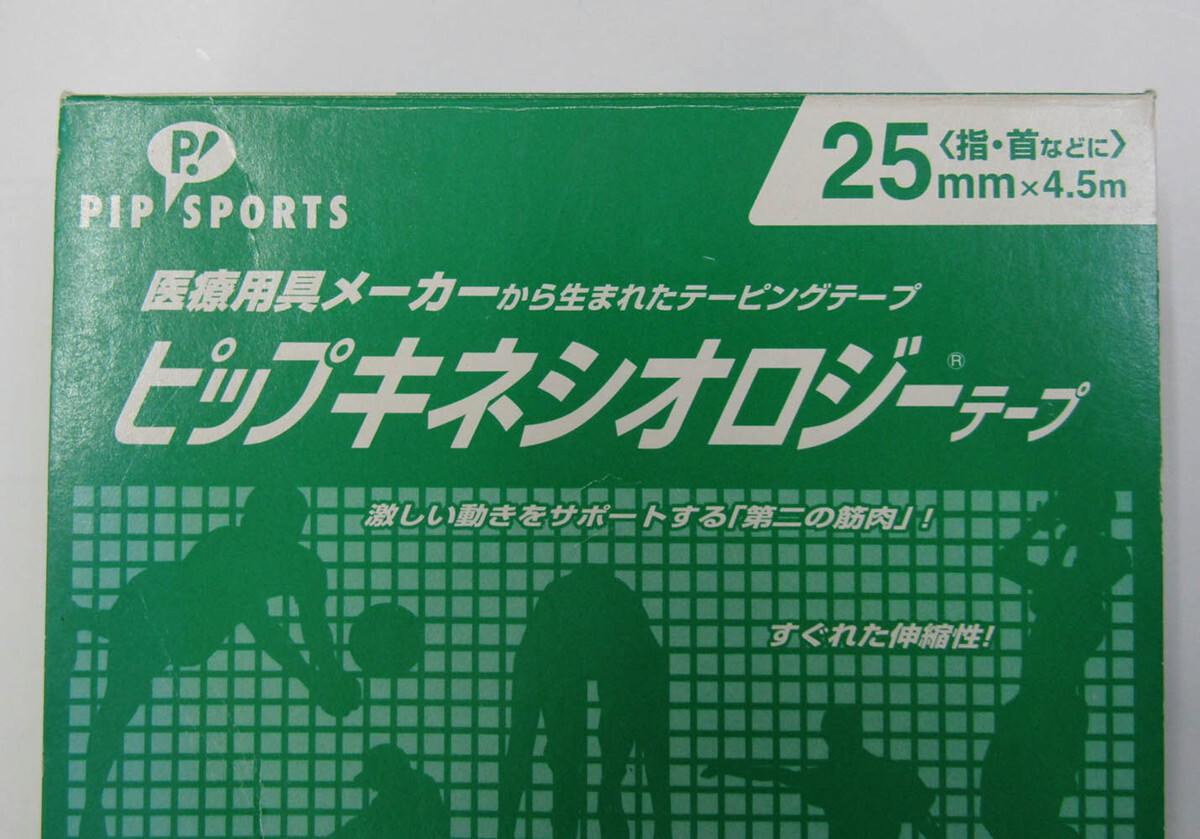 P!
PIP SPORTS
25mm×4.5m
〈指・首などに〉
医療用具メーカーから生まれたテーピングテープ
ピップキネシオロジー®テープ
激しい動きをサポートする「第二の筋肉」!
すぐれた伸縮性!